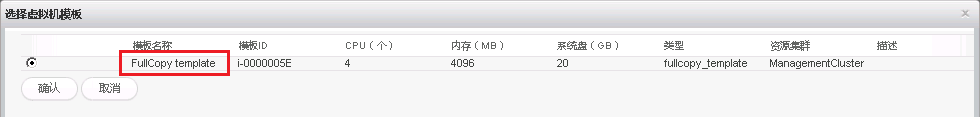 选择虚拟机模板
模板名称 模板ID CPU（个） 内存（MB） 系统盘（GB） 类型 资源集群 描述
FullCopy template i-0000005E 4 4096 20 fullcopy_template ManagementCluster
确认 取消